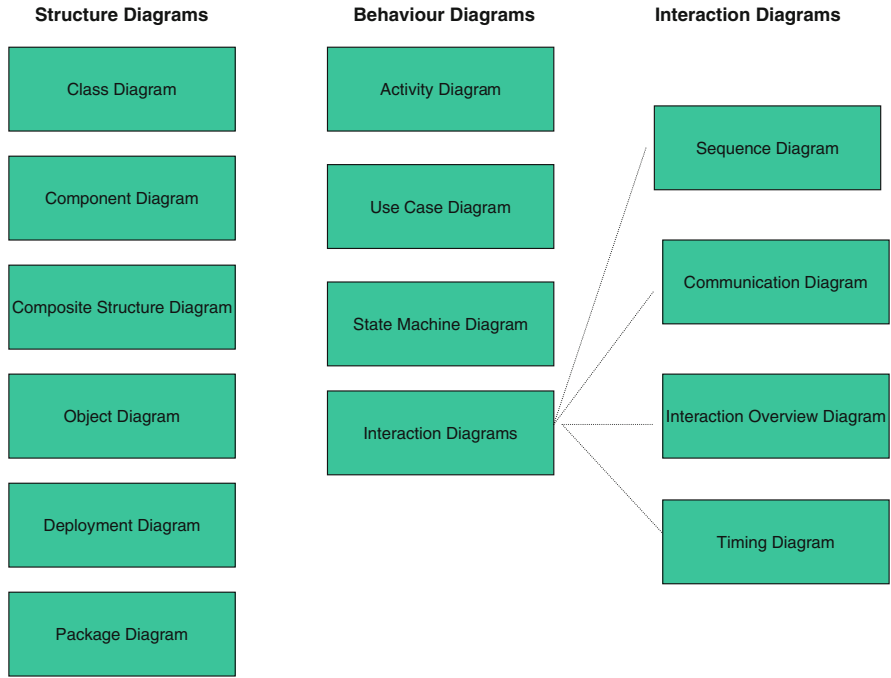 Structure Diagrams
Class Diagram
Component Diagram
Composite Structure Diagram
Object Diagram
Deployment Diagram
Package Diagram
Behaviour Diagrams
Activity Diagram
Use Case Diagram
State Machine Diagram
Interaction Diagrams
Interaction Diagrams
Sequence Diagram
Communication Diagram
Interaction Overview Diagram
Timing Diagram